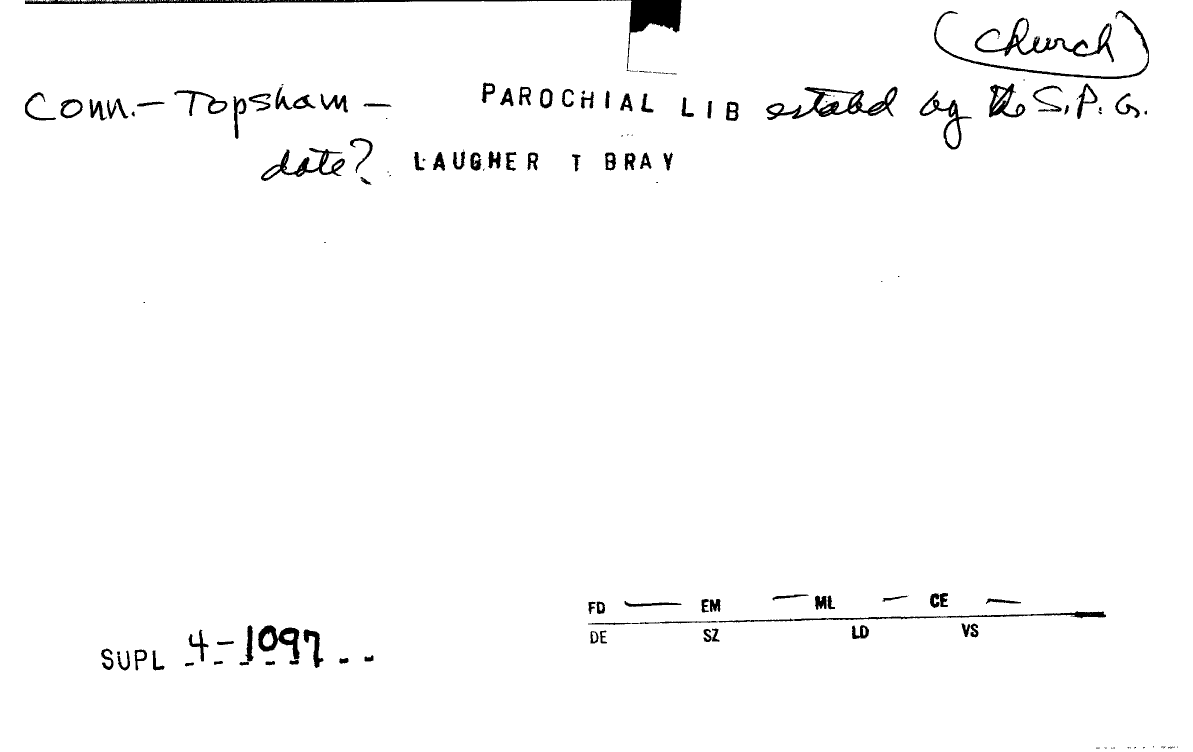 (Church)
Conn. - Topsham - PAROCHIAL LIB estabd by the S.P.G.
date? LAUGHER T BRAY
FD — EM — ML — CE —
DE SZ LD VS
SUPL 4-1097